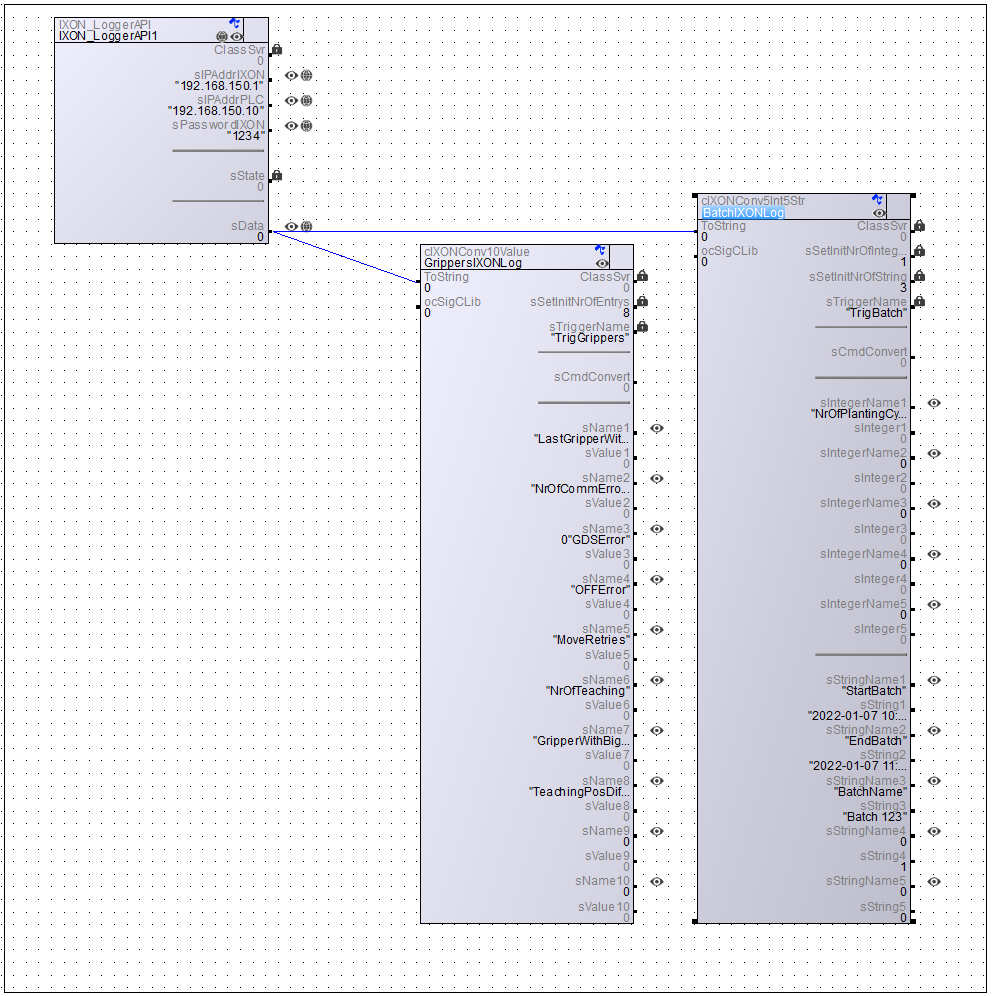 IXON_LoggerAPI
IXON_LoggerAPI1
ClassSvr
0
sIPAddrIXON
"192.168.150.1"
sIPAddrPLC
"192.168.150.10"
sPasswordIXON
"1234"
sState
0
sData
0
cIXONConv10Value
GrippersIXONLog
ToString
0
ocSigCLib
0
ClassSvr
0
sSetInitNrOfEntrys
8
sTriggerName
"TrigGrippers"
sCmdConvert
0
sName1
"LastGripperWit...
sValue1
0
sName2
"NrOfCommErro...
sValue2
0
sName3
0"GDSError"
sValue3
0
sName4
"OFFError"
sValue4
0
sName5
"MoveRetries"
sValue5
0
sName6
"NrOfTeaching"
sValue6
0
sName7
"GripperWithBig...
sValue7
0
sName8
"TeachingPosDif...
sValue8
0
sName9
0
sValue9
0
sName10
0
sValue10
0
cIXONConv5Int5Str
BatchIXONLog
ToString
0
ocSigCLib
0
ClassSvr
0
sSetInitNrOfInteg...
1
sSetInitNrOfString
3
sTriggerName
"TrigBatch"
sCmdConvert
0
sIntegerName1
"NrOfPlantingCy...
sInteger1
0
sIntegerName2
0
sInteger2
0
sIntegerName3
0
sInteger3
0
sIntegerName4
0
sInteger4
0
sIntegerName5
0
sInteger5
0
sStringName1
"StartBatch"
sString1
"2022-01-07 10:...
sStringName2
"EndBatch"
sString2
"2022-01-07 11:...
sStringName3
"BatchName"
sString3
"Batch 123"
sStringName4
0
sString4
1
sStringName5
0
sString5
0